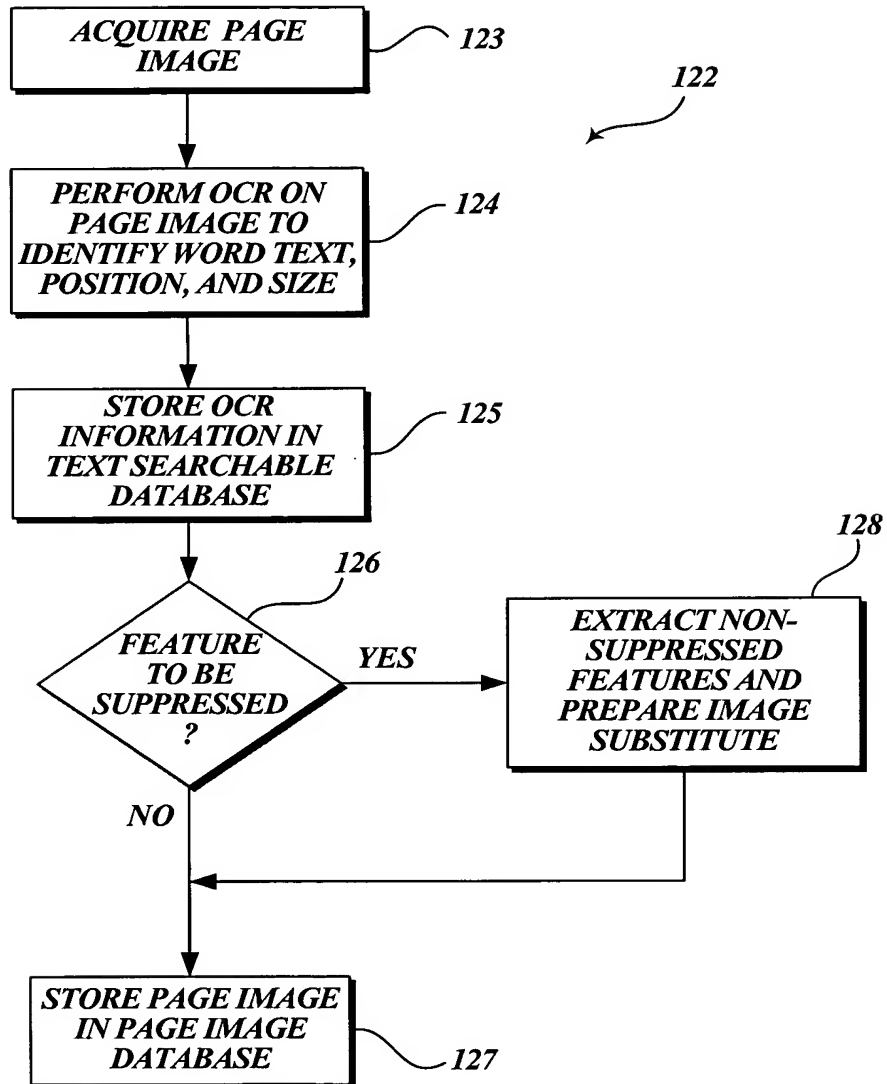 ACQUIRE PAGE
IMAGE
123
122
PERFORM OCR ON
PAGE IMAGE TO
IDENTIFY WORD TEXT,
POSITION, AND SIZE
124
STORE OCR
INFORMATION IN
TEXT SEARCHABLE
DATABASE
125
126
FEATURE
TO BE
SUPPRESSED
?
YES
NO
128
EXTRACT NON-
SUPPRESSED
FEATURES AND
PREPARE IMAGE
SUBSTITUTE
STORE PAGE IMAGE
IN PAGE IMAGE
DATABASE
127